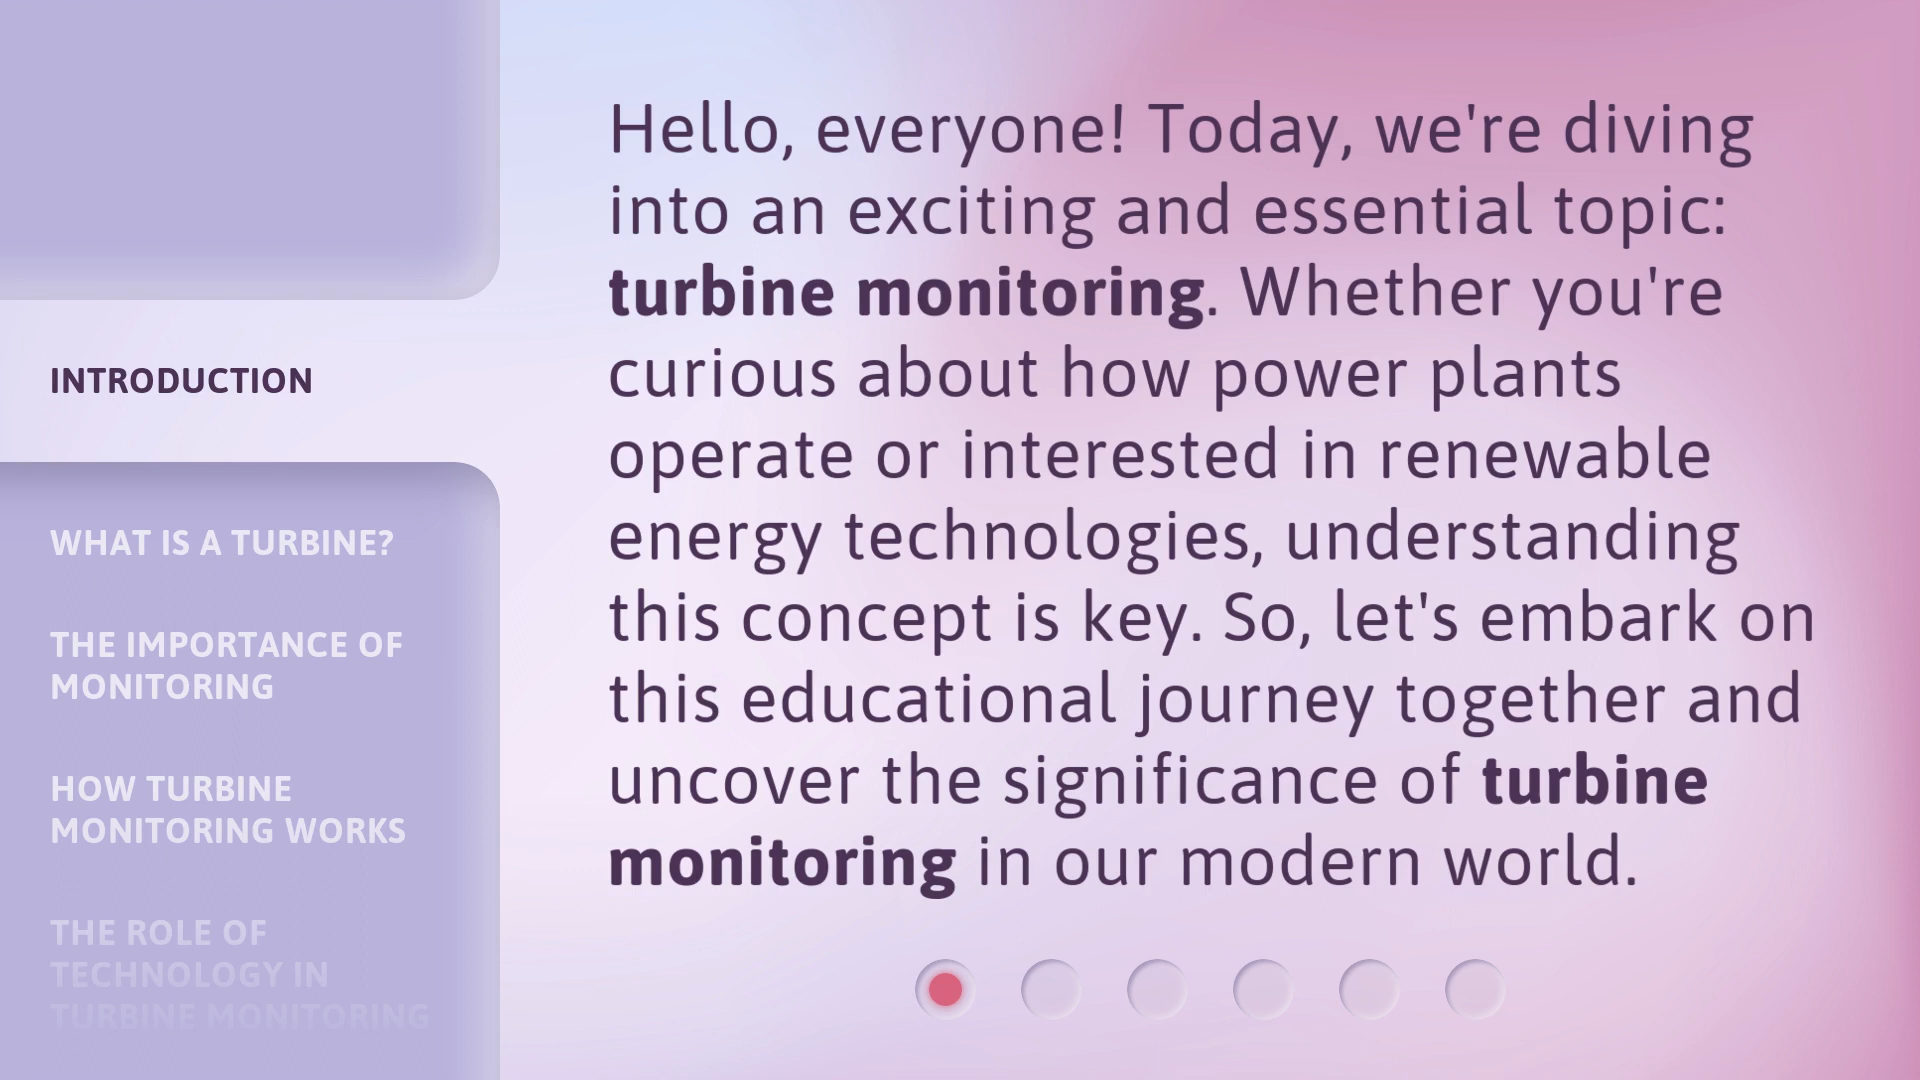 INTRODUCTION
WHAT IS A TURBINE?
THE IMPORTANCE OF
MONITORING
HOW TURBINE
MONITORING WORKS
THE ROLE OF
TECHNOLOGY IN
TURBINE MONITORING
Hello, everyone! Today, we're diving
into an exciting and essential topic:
turbine monitoring. Whether you're
curious about how power plants
operate or interested in renewable
energy technologies, understanding
this concept is key. So, let's embark on
this educational journey together and
uncover the significance of turbine
monitoring in our modern world.